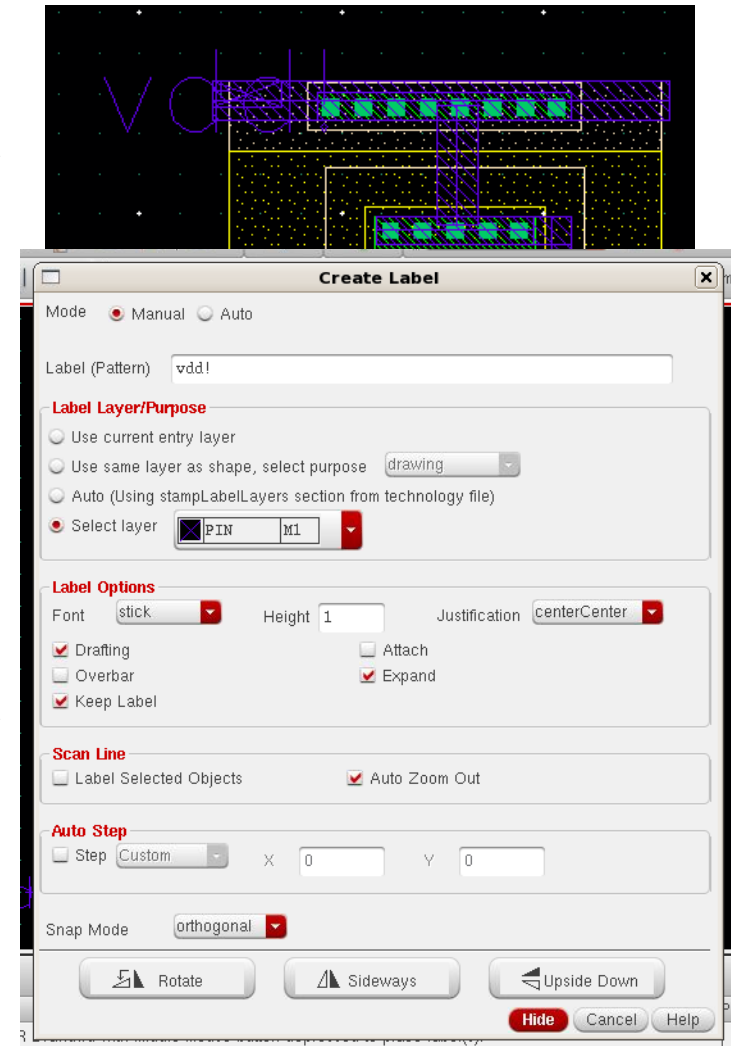 vdd!
Create Label
Mode Manual Auto
Label (Pattern) vdd!
Label Layer/Purpose
Use current entry layer
Use same layer as shape, select purpose drawing
Auto (Using stampLabelLayers section from technology file)
Select layer PIN M1
Label Options
Font stick Height 1 Justification centerCenter
Drafting Attach
Overbar Expand
Keep Label
Scan Line
Label Selected Objects Auto Zoom Out
Auto Step
Step Custom X 0 Y 0
Snap Mode orthogonal
Rotate Sideways Upside Down
Hide Cancel Help